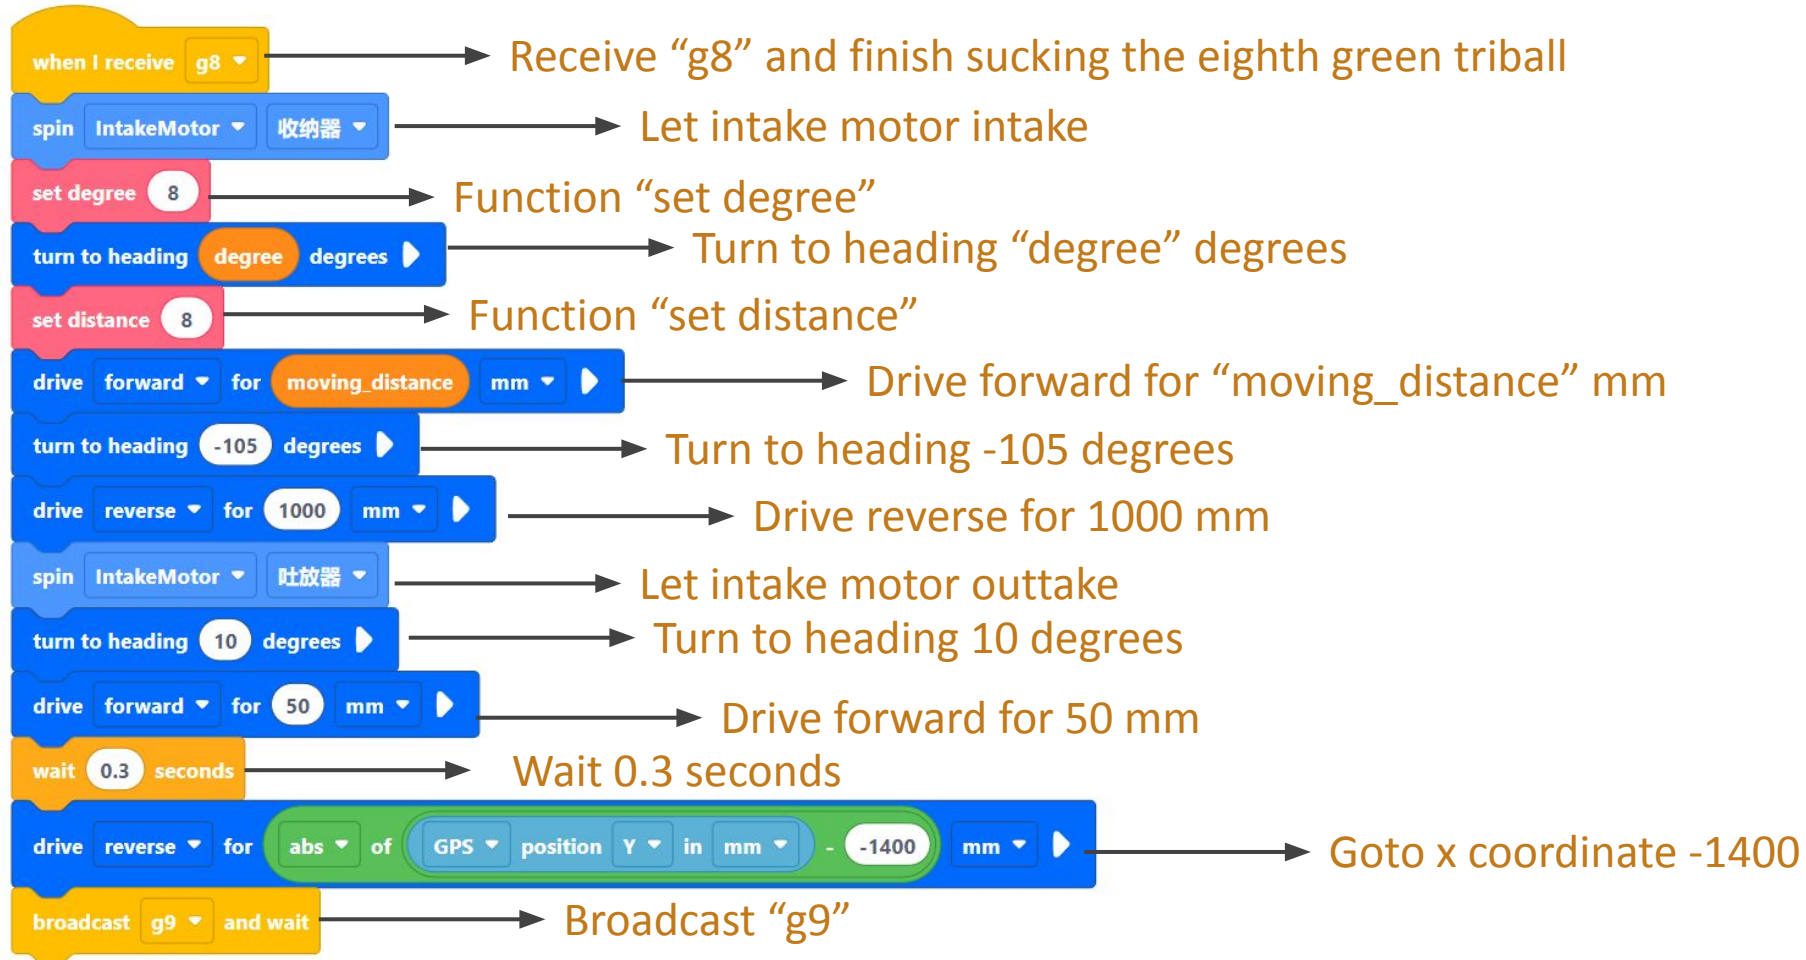 when I receive g8 Receive “g8” and finish sucking the eighth green triball
spin IntakeMotor 收纳器 Let intake motor intake
set degree 8 Function “set degree”
turn to heading degree degrees Turn to heading “degree” degrees
set distance 8 Function “set distance”
drive forward for moving_distance mm Drive forward for “moving_distance” mm
turn to heading -105 degrees Turn to heading -105 degrees
drive reverse for 1000 mm Drive reverse for 1000 mm
spin IntakeMotor 吐放器 Let intake motor outtake
turn to heading 10 degrees Turn to heading 10 degrees
drive forward for 50 mm Drive forward for 50 mm
wait 0.3 seconds Wait 0.3 seconds
drive reverse for abs of GPS position Y in mm - -1400 mm Goto x coordinate -1400
broadcast g9 and wait Broadcast “g9”